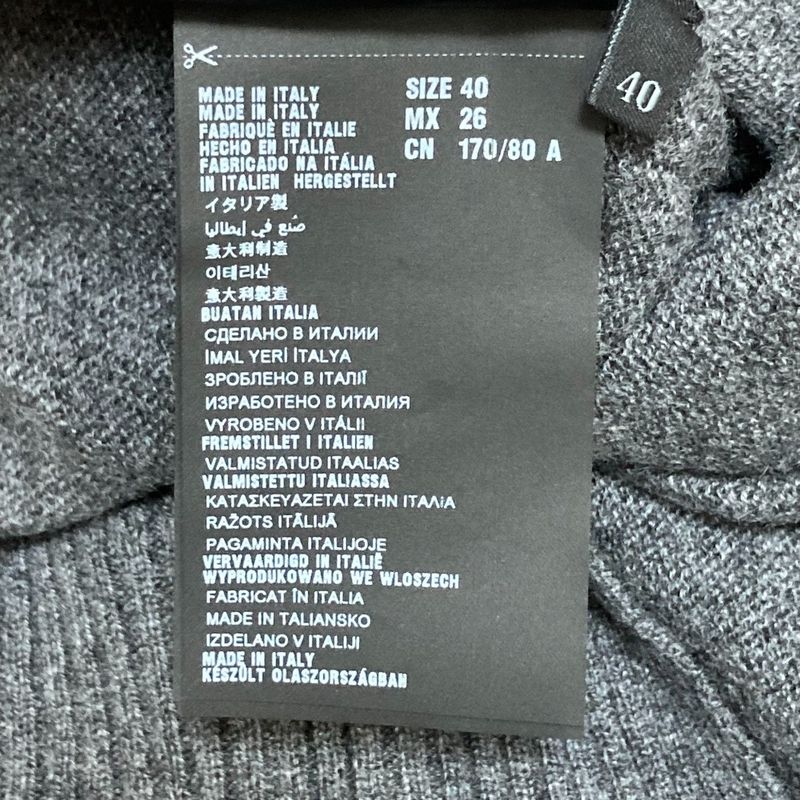 MADE IN ITALY
MADE IN ITALY
FABRIQUÈ EN ITALIE
HECHO EN ITALIA
FABRICADO NA ITÁLIA
IN ITALIEN HERGESTELLT
イタリア製
صُنع في إيطاليا
意大利制造
이태리산
意大利製造
BUATAN ITALIA
СДЕЛАНО В ИТАЛИИ
İMAL YERİ İTALYA
ЗРОБЛЕНО В ІТАЛІЇ
ИЗРАБОТЕНО В ИТАЛИЯ
VYROBENO V ITÁLII
FREMSTILLET I ITALIEN
VALMISTATUD ITAALIAS
VALMISTETTU ITALIASSA
ΚΑΤΑΣΚΕΥΑΖΕΤΑΙ ΣΤΗΝ ΙΤΑΛίΑ
RAŽOTS ITĀLIJĀ
PAGAMINTA ITALIJOJE
VERVAARDIGD IN ITALIË
WYPRODUKOWANO WE WLOSZECH
FABRICAT ÎN ITALIA
MADE IN TALIANSKO
IZDELANO V ITALIJI
MADE IN ITALY
KÉSZÜLT OLASZORSZÁGBAN
SIZE 40
MX 26
CN 170/80 A
40